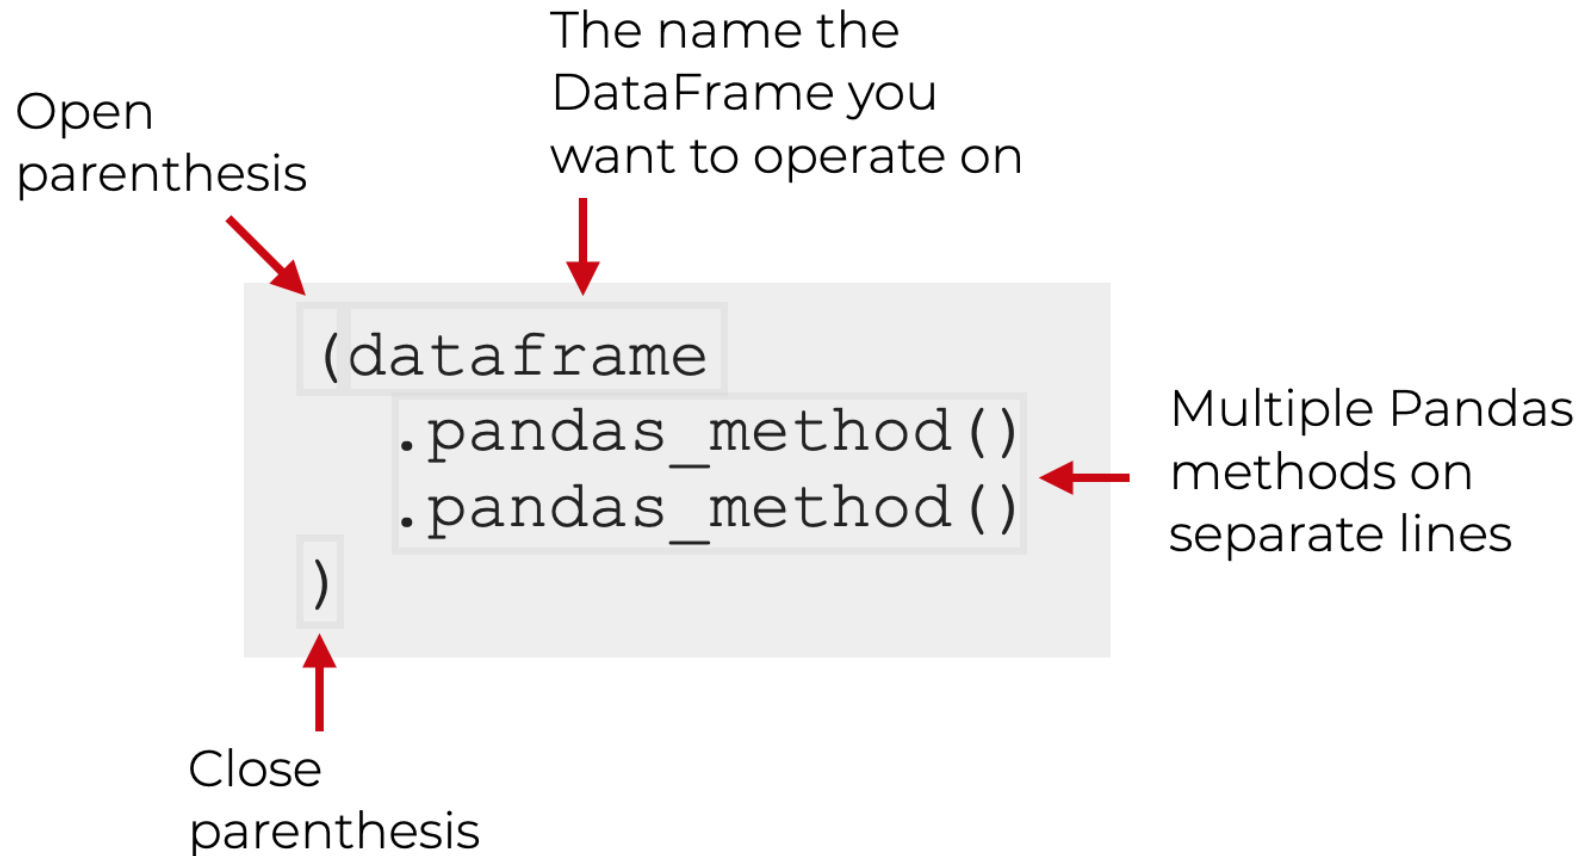 The name the
DataFrame you
want to operate on
Open
parenthesis
(dataframe
.pandas_method()
.pandas_method()
)
Multiple Pandas
methods on
separate lines
Close
parenthesis